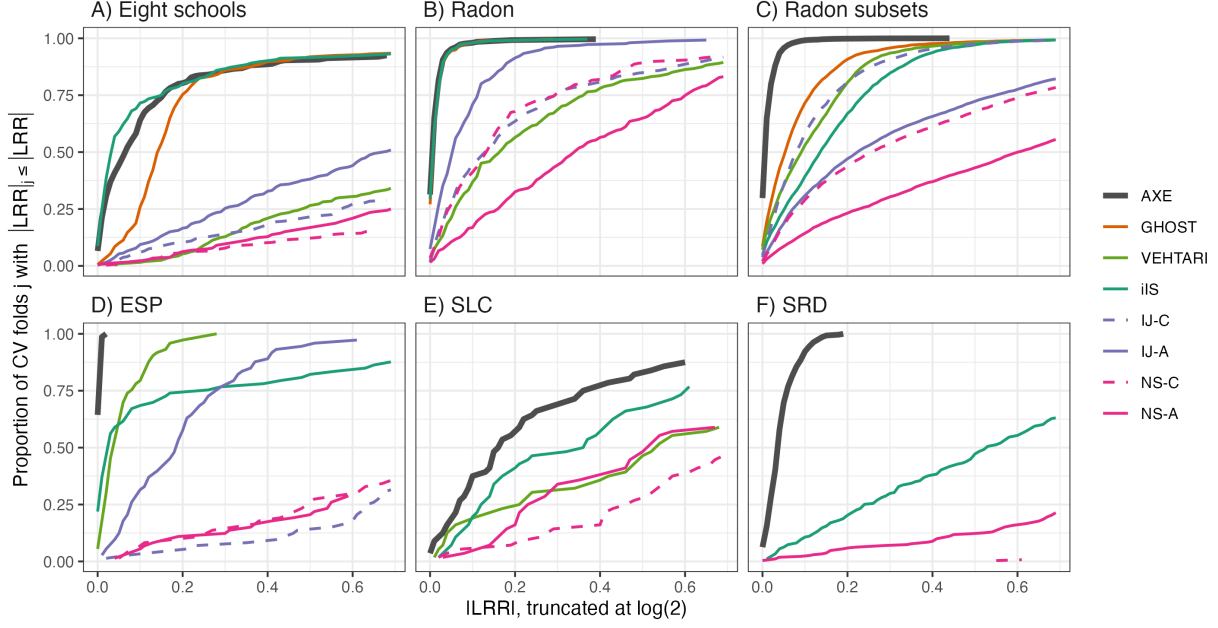 A) Eight schools
B) Radon
C) Radon subsets
1.00
0.75
0.50
0.25
0.00
D) ESP
E) SLC
F) SRD
1.00
0.75
0.50
0.25
0.00
0.0 0.2 0.4 0.6
0.0 0.2 0.4 0.6
0.0 0.2 0.4 0.6
|LRR|, truncated at log(2)
Proportion of CV folds j with |LRR|j ≤ |LRR|
AXE
GHOST
VEHTARI
iIS
IJ-C
IJ-A
NS-C
NS-A